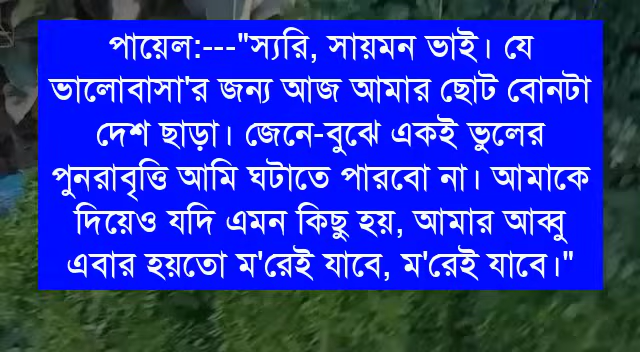 পায়েল:---"স্যরি, সায়মন ভাই। যে
ভালোবাসা'র জন্য আজ আমার ছোট বোনটা
দেশ ছাড়া। জেনে-বুঝে একই ভুলের
পুনরাবৃত্তি আমি ঘটাতে পারবো না। আমাকে
দিয়েও যদি এমন কিছু হয়, আমার আব্বু
এবার হয়তো ম'রেই যাবে, ম'রেই যাবে।"